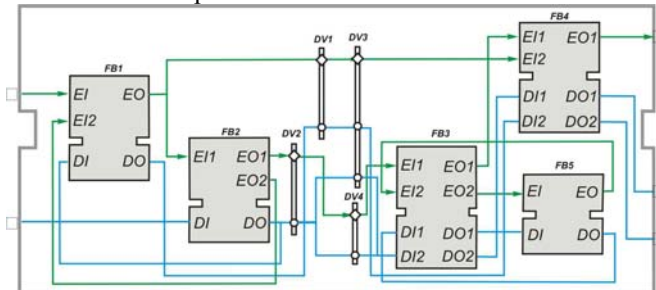 FB4
DV1 DV3
EI1 EO1
EI2
FB1
EI EO
EI2
DI1 DO1
DI2 DO2
FB2
DV2
FB3
DI DO
EI1 EO1
EO2
EI1 EO1
EI2 EO2
FB5
EI EO
DV4
DI DO
DI1 DO1
DI2 DO2
DI DO